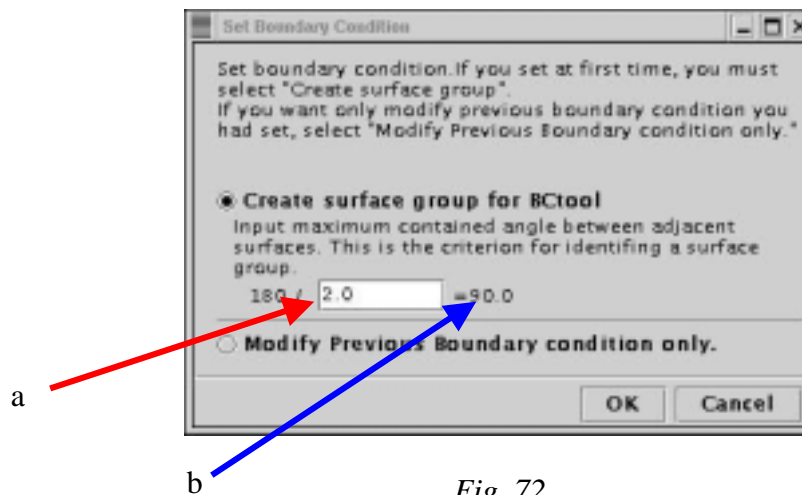 Set Boundary Condition
Set boundary condition.If you set at first time, you must
select "Create surface group".
If you want only modify previous boundary condition you
had set, select "Modify Previous Boundary condition only."
Create surface group for BCtool
Input maximum contained angle between adjacent
surfaces. This is the criterion for identifing a surface
group.
180 / 2.0 =90.0
Modify Previous Boundary condition only.
OK Cancel
a
b
Fig. 72